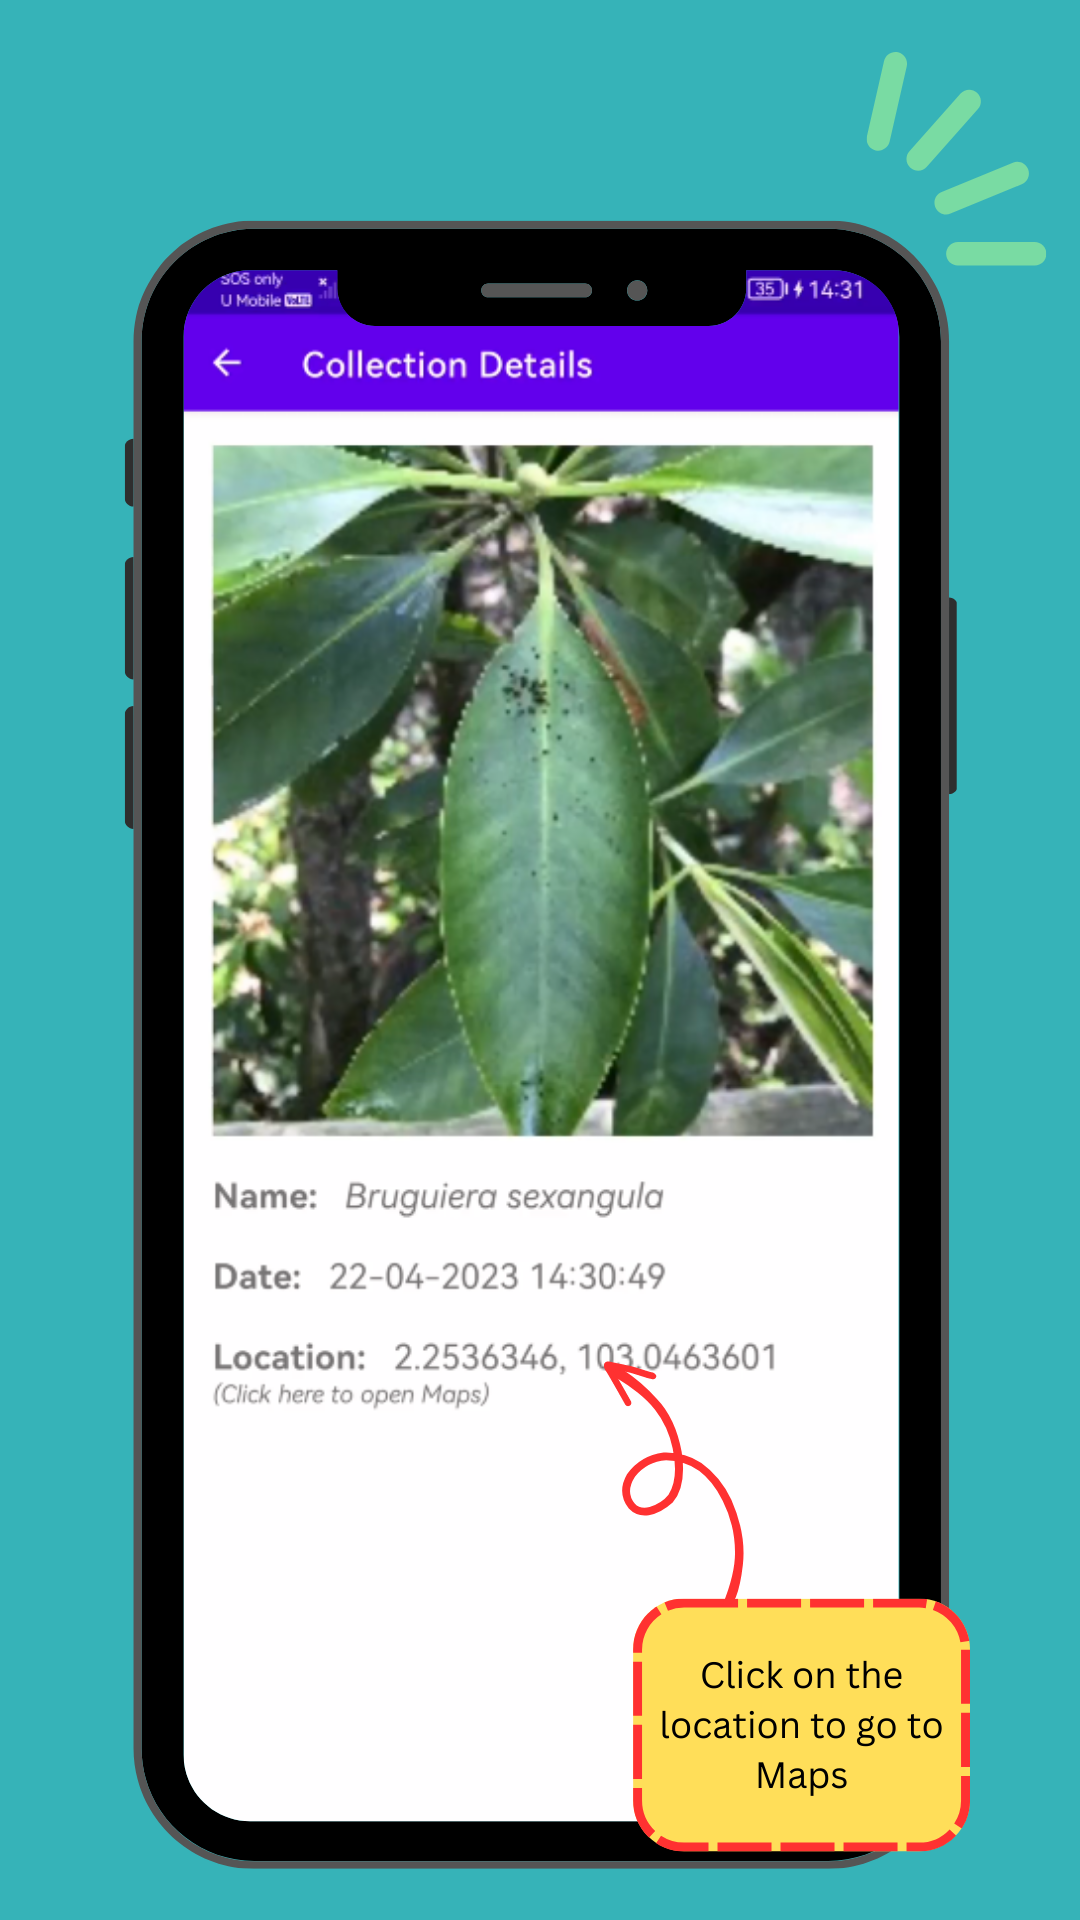 SOS only
U Mobile VoLTE
35 14:31
Collection Details
Name: Bruguiera sexangula
Date: 22-04-2023 14:30:49
Location: 2.2536346, 103.0463601
(Click here to open Maps)
Click on the
location to go to
Maps